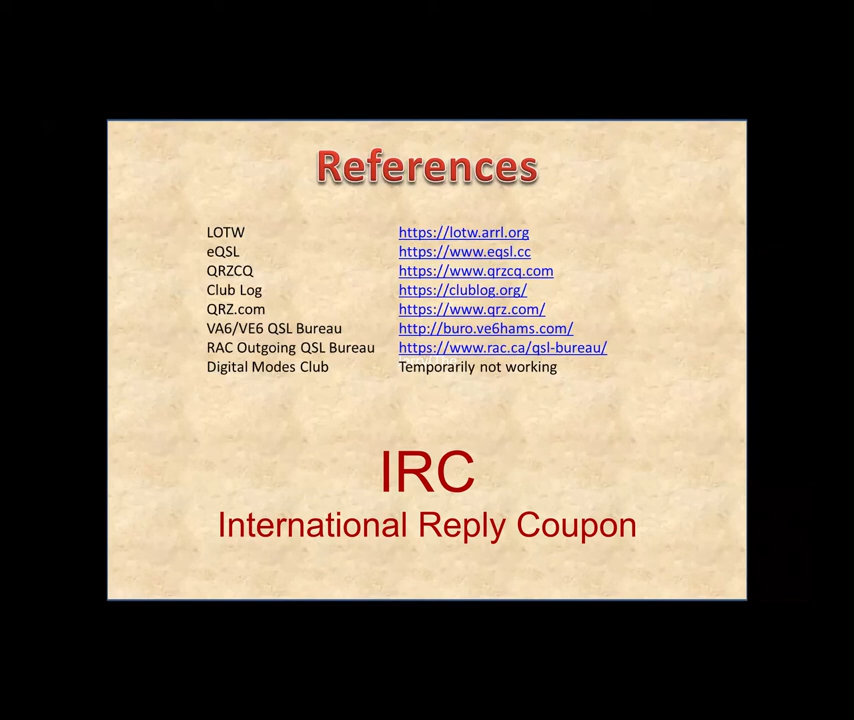 References
LOTW https://lotw.arrl.org
eQSL https://www.eqsl.cc
QRZCQ https://www.qrzcq.com
Club Log https://clublog.org/
QRZ.com https://www.qrz.com/
VA6/VE6 QSL Bureau http://buro.ve6hams.com/
RAC Outgoing QSL Bureau https://www.rac.ca/qsl-bureau/
Digital Modes Club Temporarily not working
IRC
International Reply Coupon